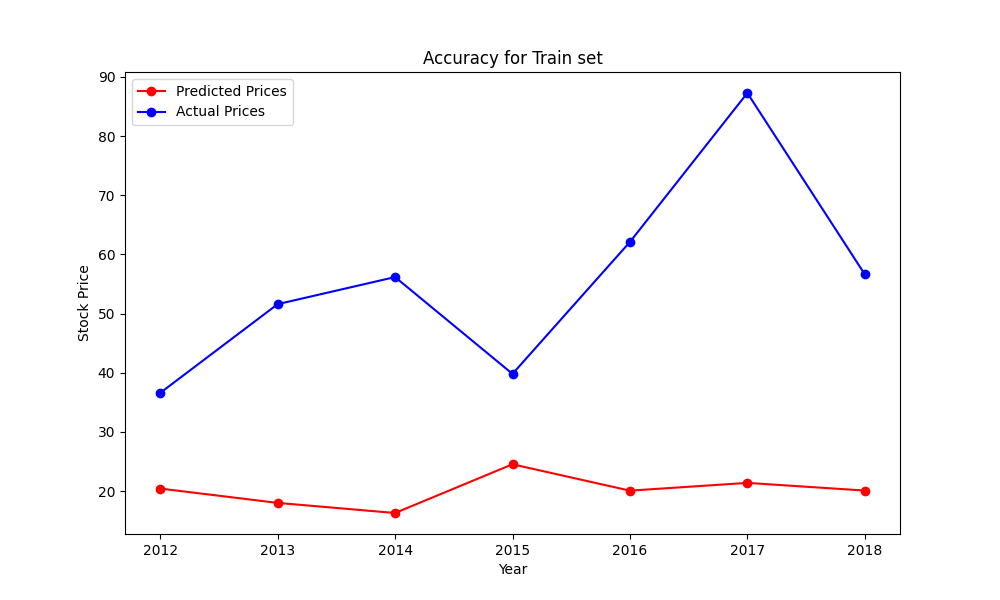 Accuracy for Train set
Predicted Prices
Actual Prices
90
80
70
60
50
40
30
20
Stock Price
2012 2013 2014 2015 2016 2017 2018
Year